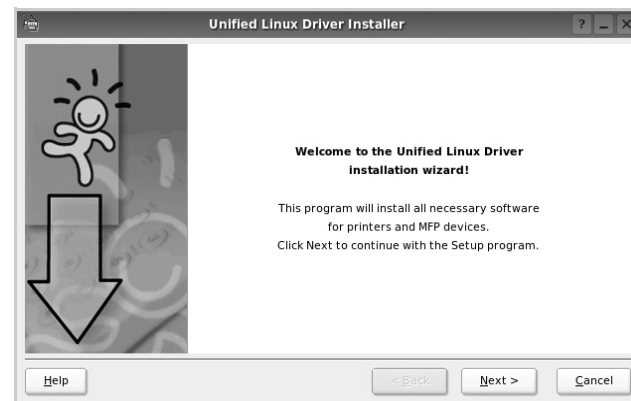 Unified Linux Driver Installer
?
Welcome to the Unified Linux Driver
installation wizard!
This program will install all necessary software
for printers and MFP devices.
Click Next to continue with the Setup program.
Help
< Back
Next >
Cancel